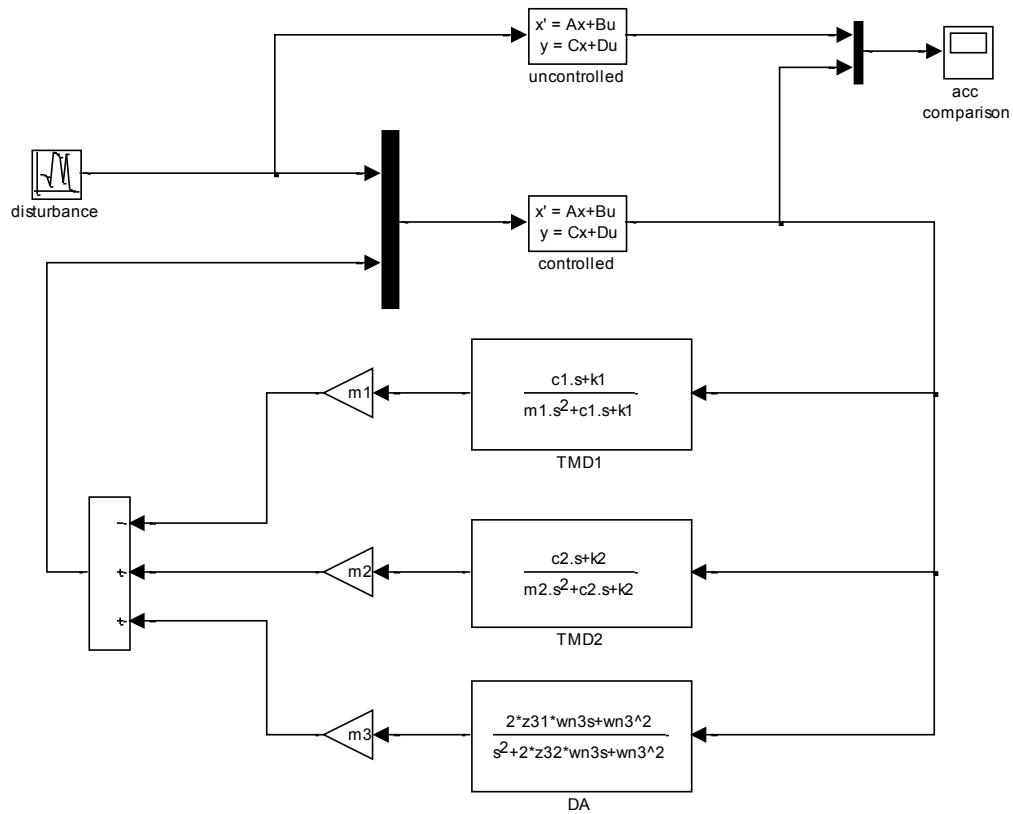 x' = Ax+Bu
y = Cx+Du
uncontrolled
acc
comparison
disturbance
x' = Ax+Bu
y = Cx+Du
controlled
m1
c1.s+k1
m1.s²+c1.s+k1
TMD1
−
m2
c2.s+k2
m2.s²+c2.s+k2
TMD2
+
+
m3
2*z31*wn3s+wn3^2
s²+2*z32*wn3s+wn3^2
DA